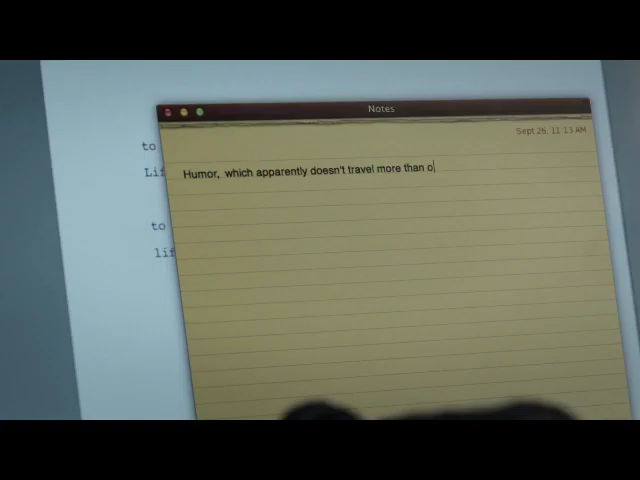 Notes
Sept 26, 11:13 AM
to
Humor, which apparently doesn't travel more than o
Lif
to
lif